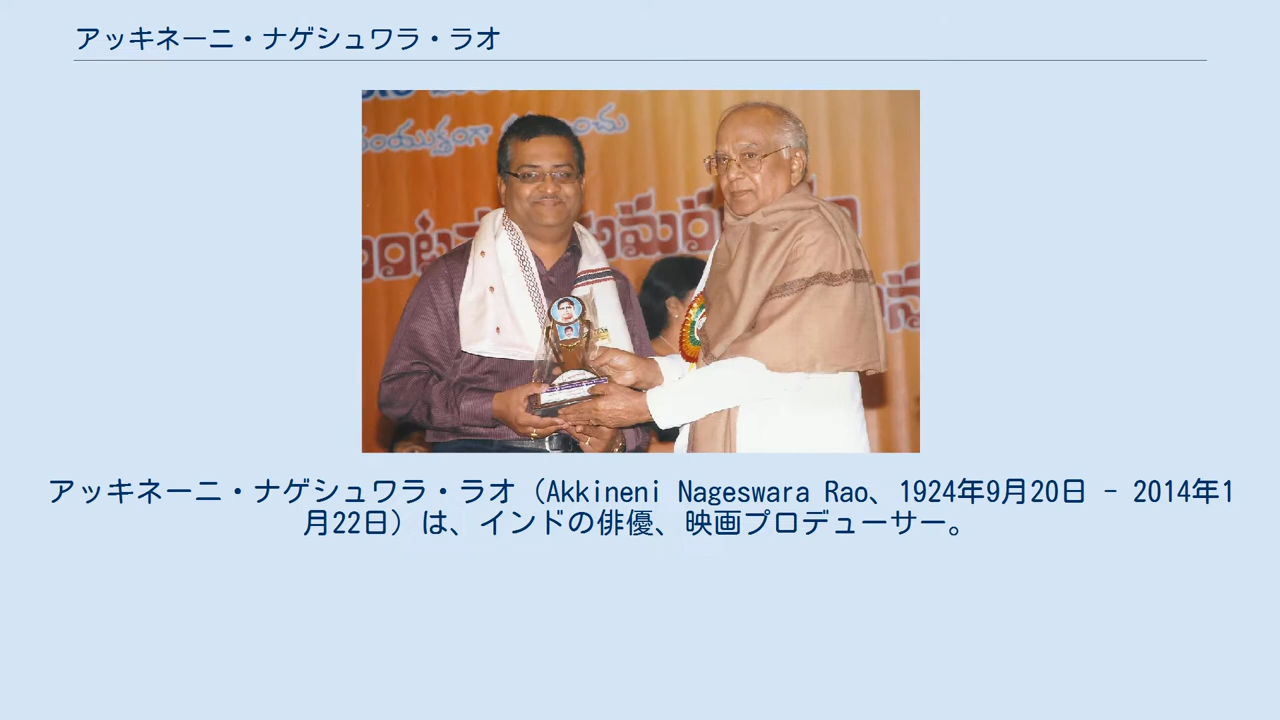 アッキネーニ・ナゲシュワラ・ラオ
సంయుక్తంగా
アッキネーニ・ナゲシュワラ・ラオ（Akkineni Nageswara Rao、1924年9月20日 - 2014年1
月22日）は、インドの俳優、映画プロデューサー。